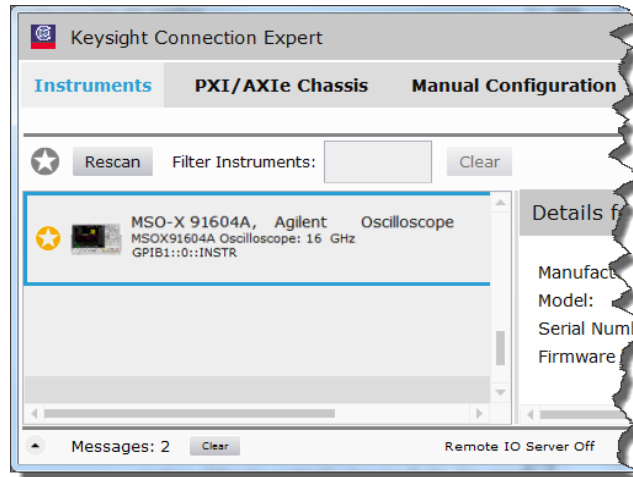 Keysight Connection Expert
Instruments PXI/AXIe Chassis Manual Configuration
Rescan Filter Instruments: Clear
MSO-X 91604A, Agilent Oscilloscope
MSOX91604A Oscilloscope: 16 GHz
GPIB1::0::INSTR
Details
Manufact
Model:
Serial Num
Firmware
Messages: 2 Clear Remote IO Server Off